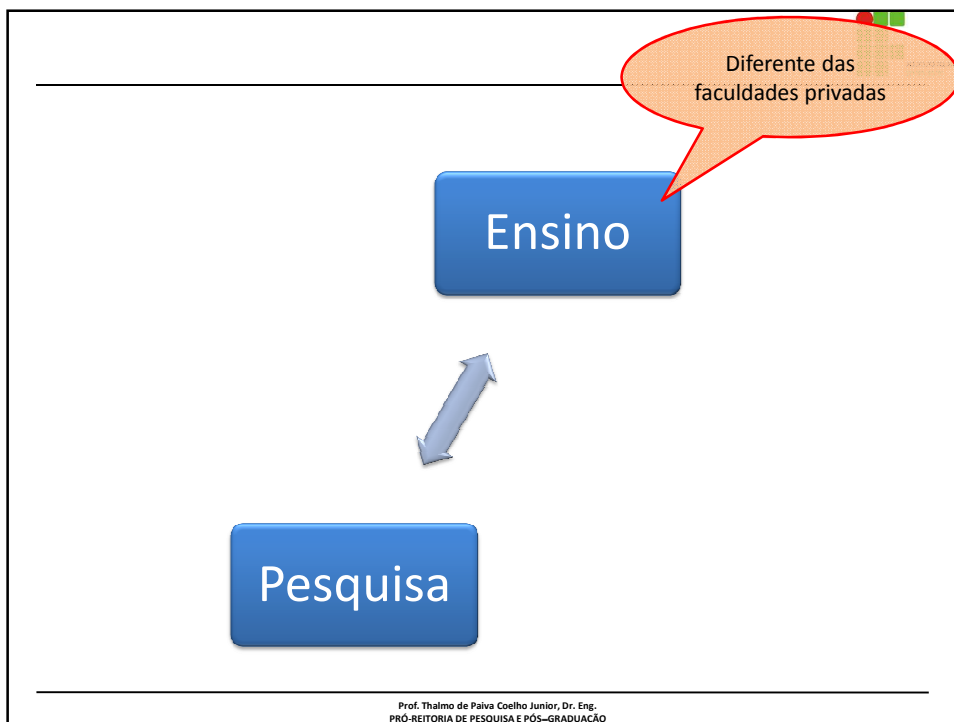 Diferente das
faculdades privadas
Ensino
Pesquisa
Prof. Thalmo de Paiva Coelho Junior, Dr. Eng.
PRÓ-REITORIA DE PESQUISA E PÓS–GRADUAÇÃO